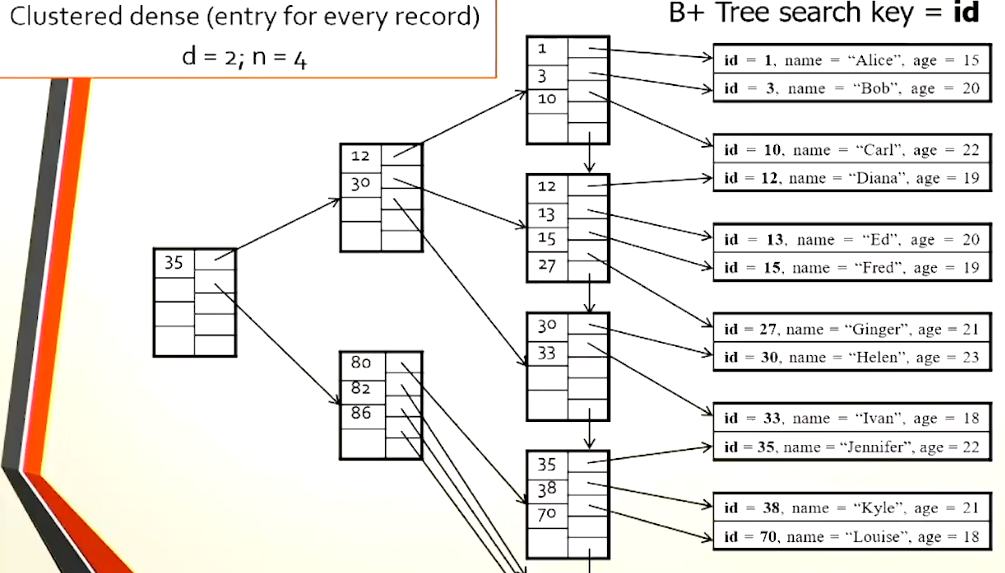 Clustered dense (entry for every record)
d = 2; n = 4
B+ Tree search key = id
35
12
30
80
82
86
1
3
10
12
13
15
27
30
33
35
38
70
id = 1, name = “Alice”, age = 15
id = 3, name = “Bob”, age = 20
id = 10, name = “Carl”, age = 22
id = 12, name = “Diana”, age = 19
id = 13, name = “Ed”, age = 20
id = 15, name = “Fred”, age = 19
id = 27, name = “Ginger”, age = 21
id = 30, name = “Helen”, age = 23
id = 33, name = “Ivan”, age = 18
id = 35, name = “Jennifer”, age = 22
id = 38, name = “Kyle”, age = 21
id = 70, name = “Louise”, age = 18